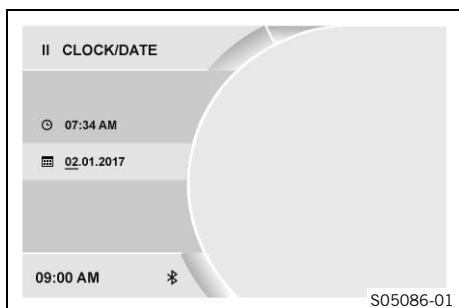 II CLOCK/DATE
07:34 AM
02.01.2017
09:00 AM
S05086-01